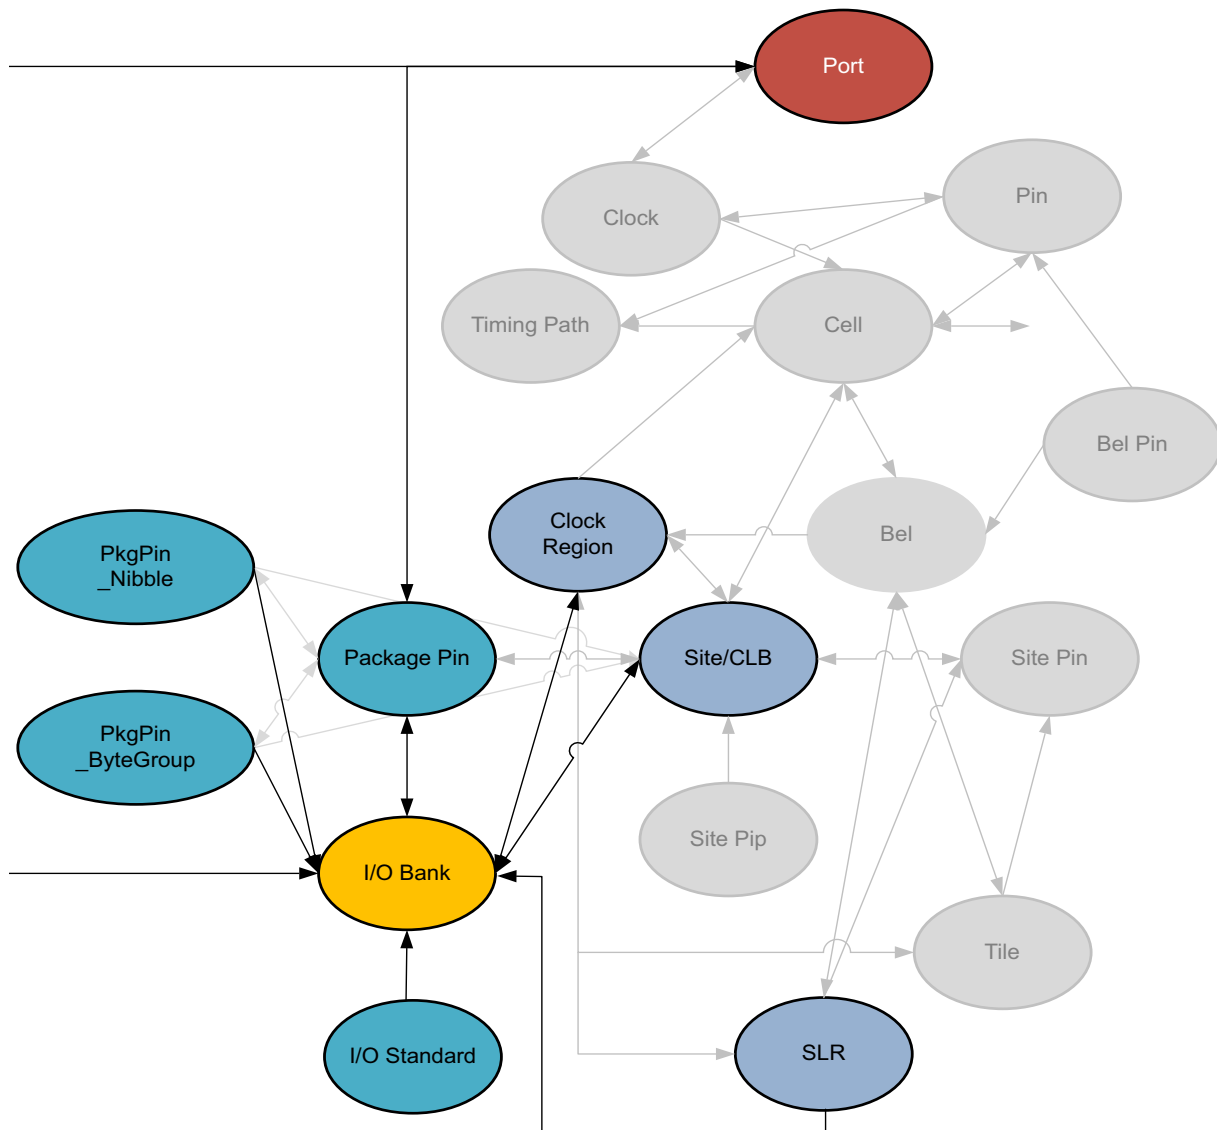 Port
Pin
Clock
Timing Path
Cell
Bel Pin
Clock
Region
Bel
PkgPin
_Nibble
Package Pin
Site/CLB
Site Pin
PkgPin
_ByteGroup
Site Pip
I/O Bank
Tile
I/O Standard
SLR